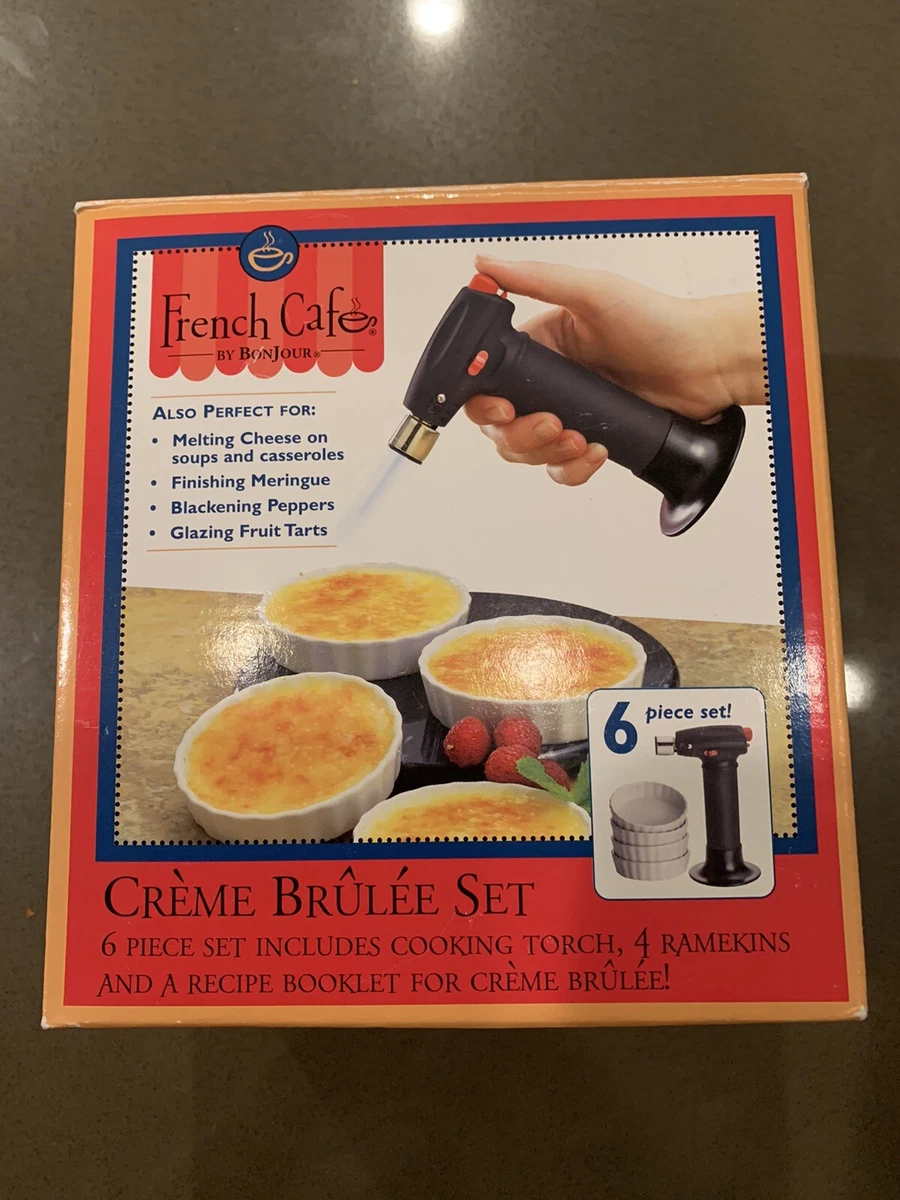 French Café®
BY BONJOUR®
ALSO PERFECT FOR:
• Melting Cheese on
soups and casseroles
• Finishing Meringue
• Blackening Peppers
• Glazing Fruit Tarts
6 piece set!
CRÈME BRÛLÉE SET
6 PIECE SET INCLUDES COOKING TORCH, 4 RAMEKINS
AND A RECIPE BOOKLET FOR CRÈME BRÛLÉE!